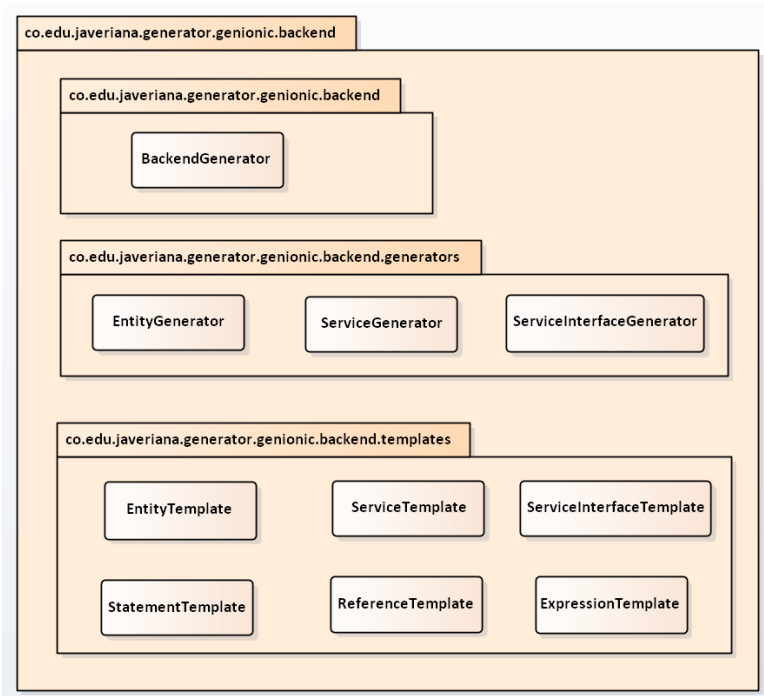 co.edu.javeriana.generator.genionic.backend
co.edu.javeriana.generator.genionic.backend
BackendGenerator
co.edu.javeriana.generator.genionic.backend.generators
EntityGenerator
ServiceGenerator
ServiceInterfaceGenerator
co.edu.javeriana.generator.genionic.backend.templates
EntityTemplate
ServiceTemplate
ServiceInterfaceTemplate
StatementTemplate
ReferenceTemplate
ExpressionTemplate